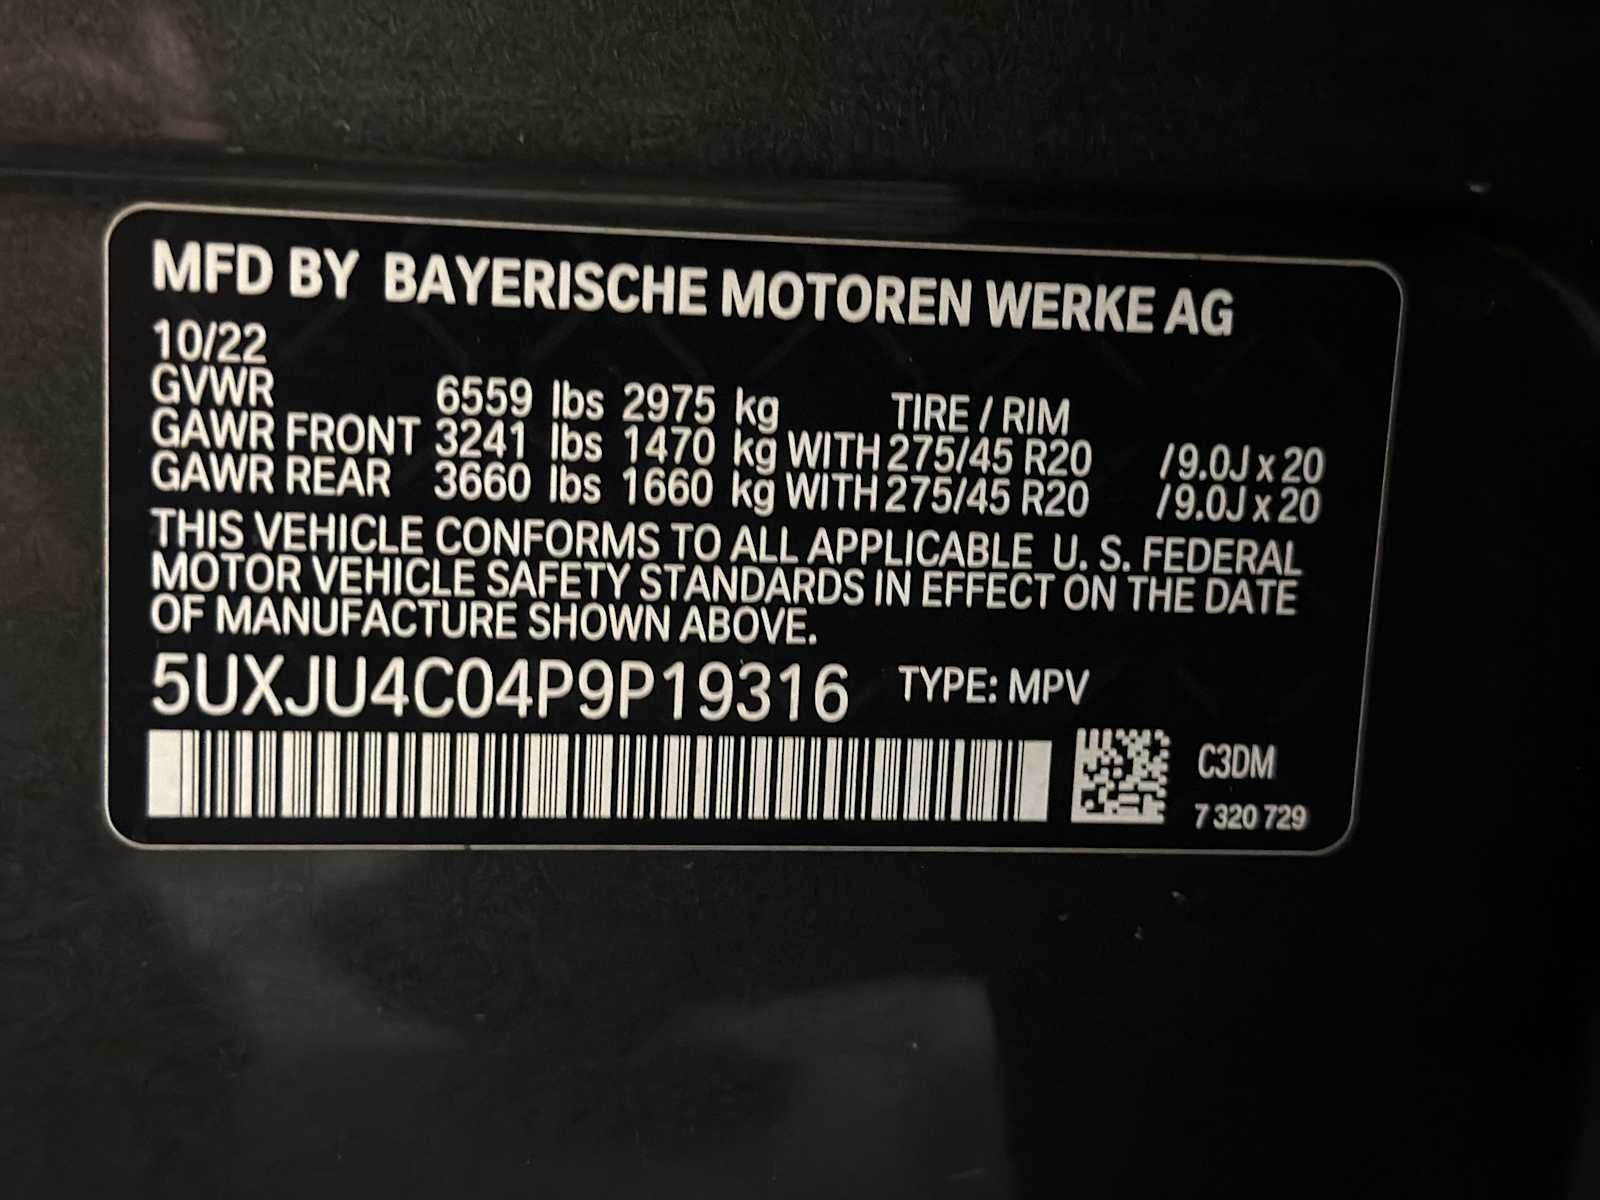 MFD BY BAYERISCHE MOTOREN WERKE AG
10/22
GVWR 6559 lbs 2975 kg TIRE / RIM
GAWR FRONT 3241 lbs 1470 kg WITH 275/45 R20 /9.0J x 20
GAWR REAR 3660 lbs 1660 kg WITH 275/45 R20 /9.0J x 20
THIS VEHICLE CONFORMS TO ALL APPLICABLE U. S. FEDERAL
MOTOR VEHICLE SAFETY STANDARDS IN EFFECT ON THE DATE
OF MANUFACTURE SHOWN ABOVE.
5UXJU4C04P9P19316 TYPE: MPV
C3DM
7 320 729